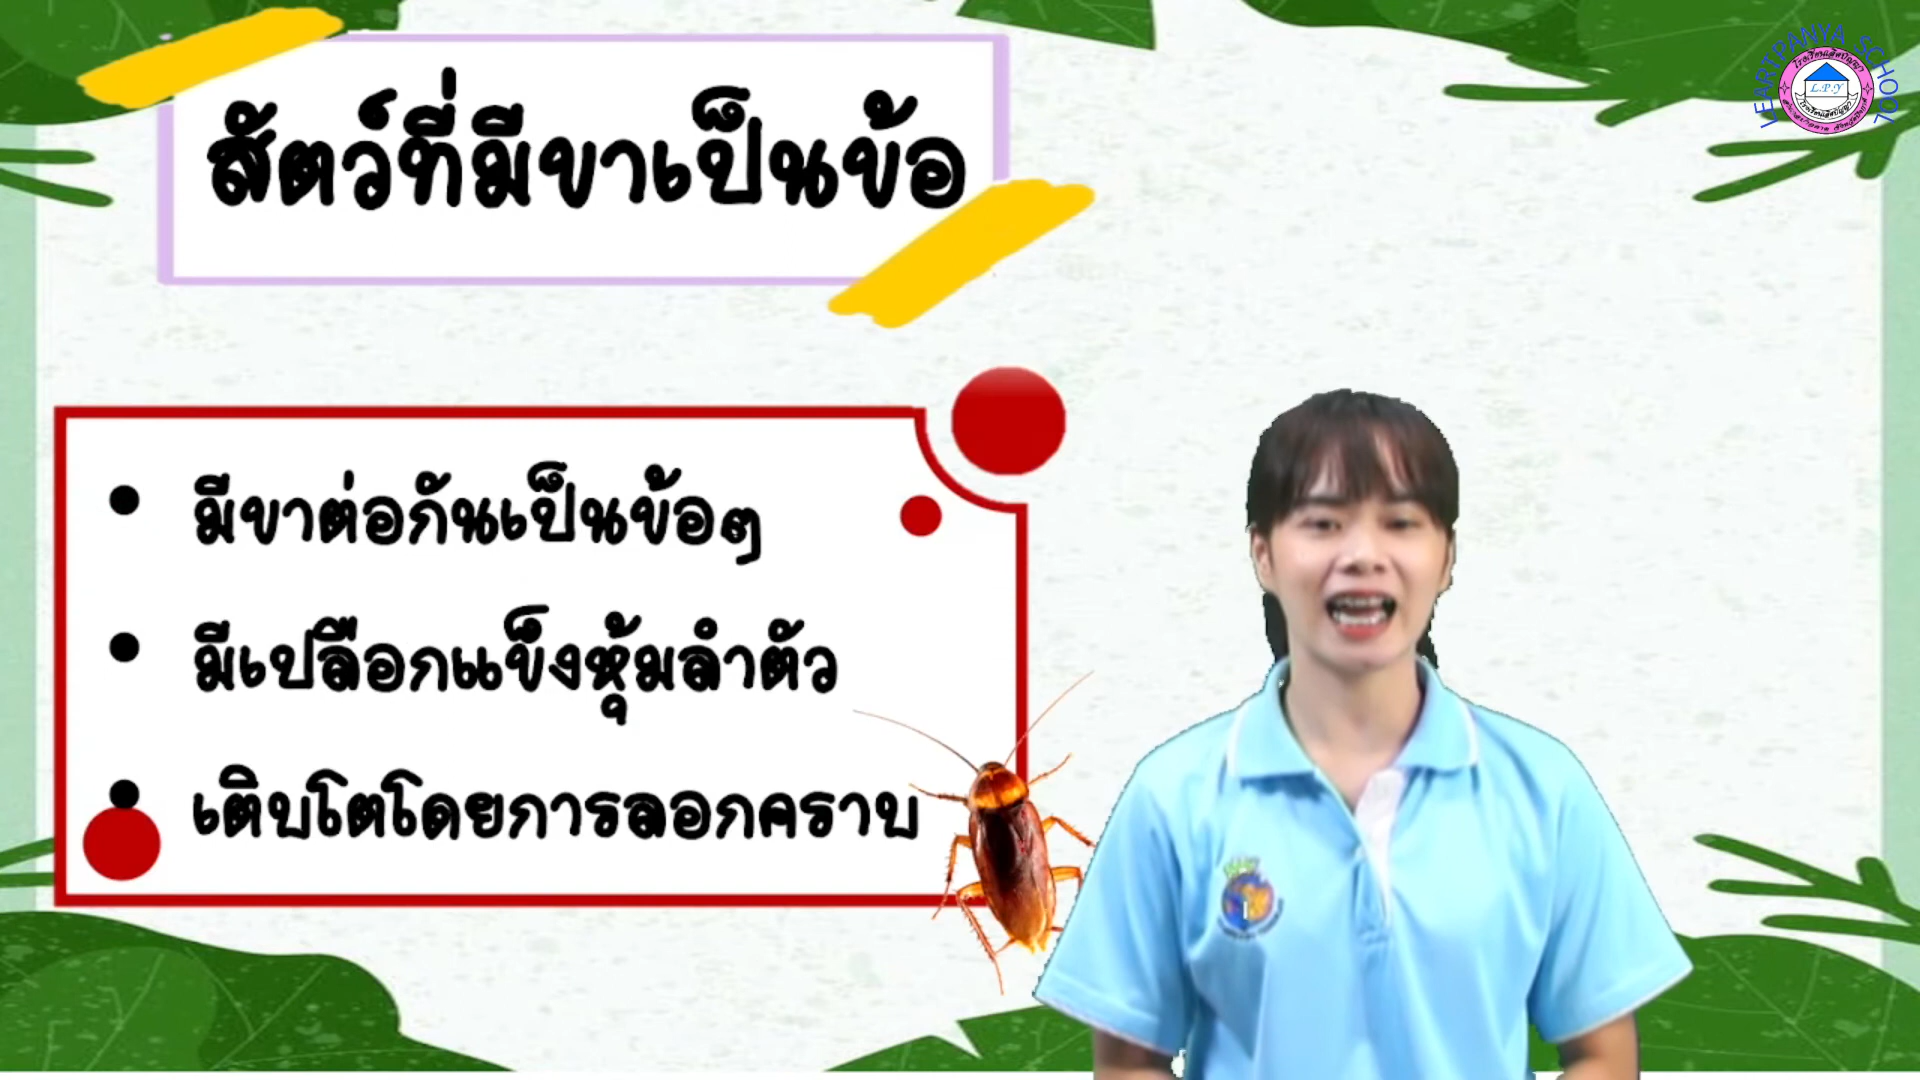 สัตว์ที่มีขาเป็นข้อ
LEARTPANYA SCHOOL
L.P.Y
มีขาต่อกันเป็นข้อๆ
มีเปลือกแข็งหุ้มลำตัว
เติบโตโดยการลอกคราบ